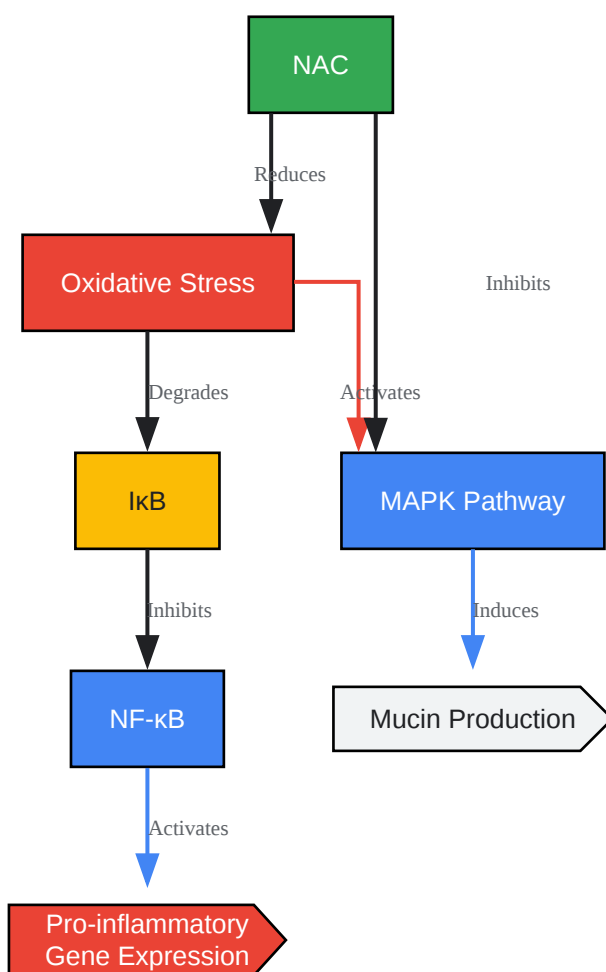 NAC
Reduces
Oxidative Stress
Inhibits
Degrades
Activates
IκB
MAPK Pathway
Inhibits
Induces
NF-κB
Mucin Production
Activates
Pro-inflammatory
Gene Expression